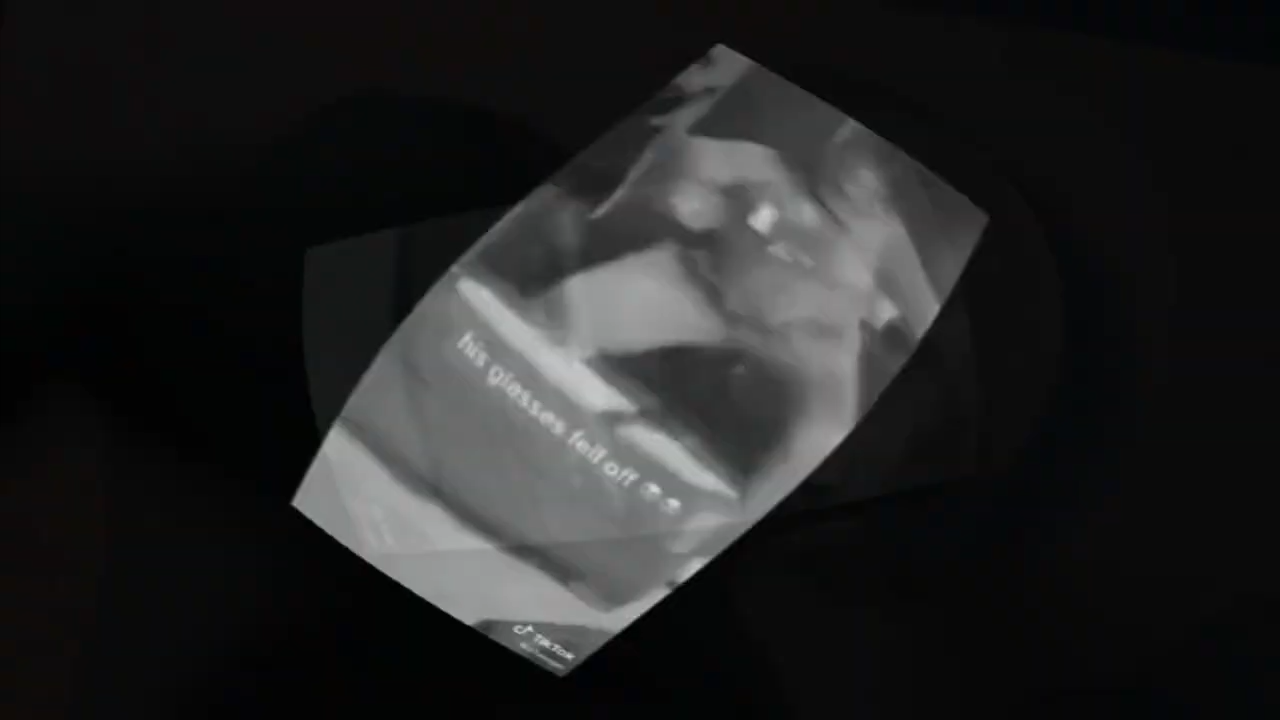 his glasses fell off 💀💀
TikTok